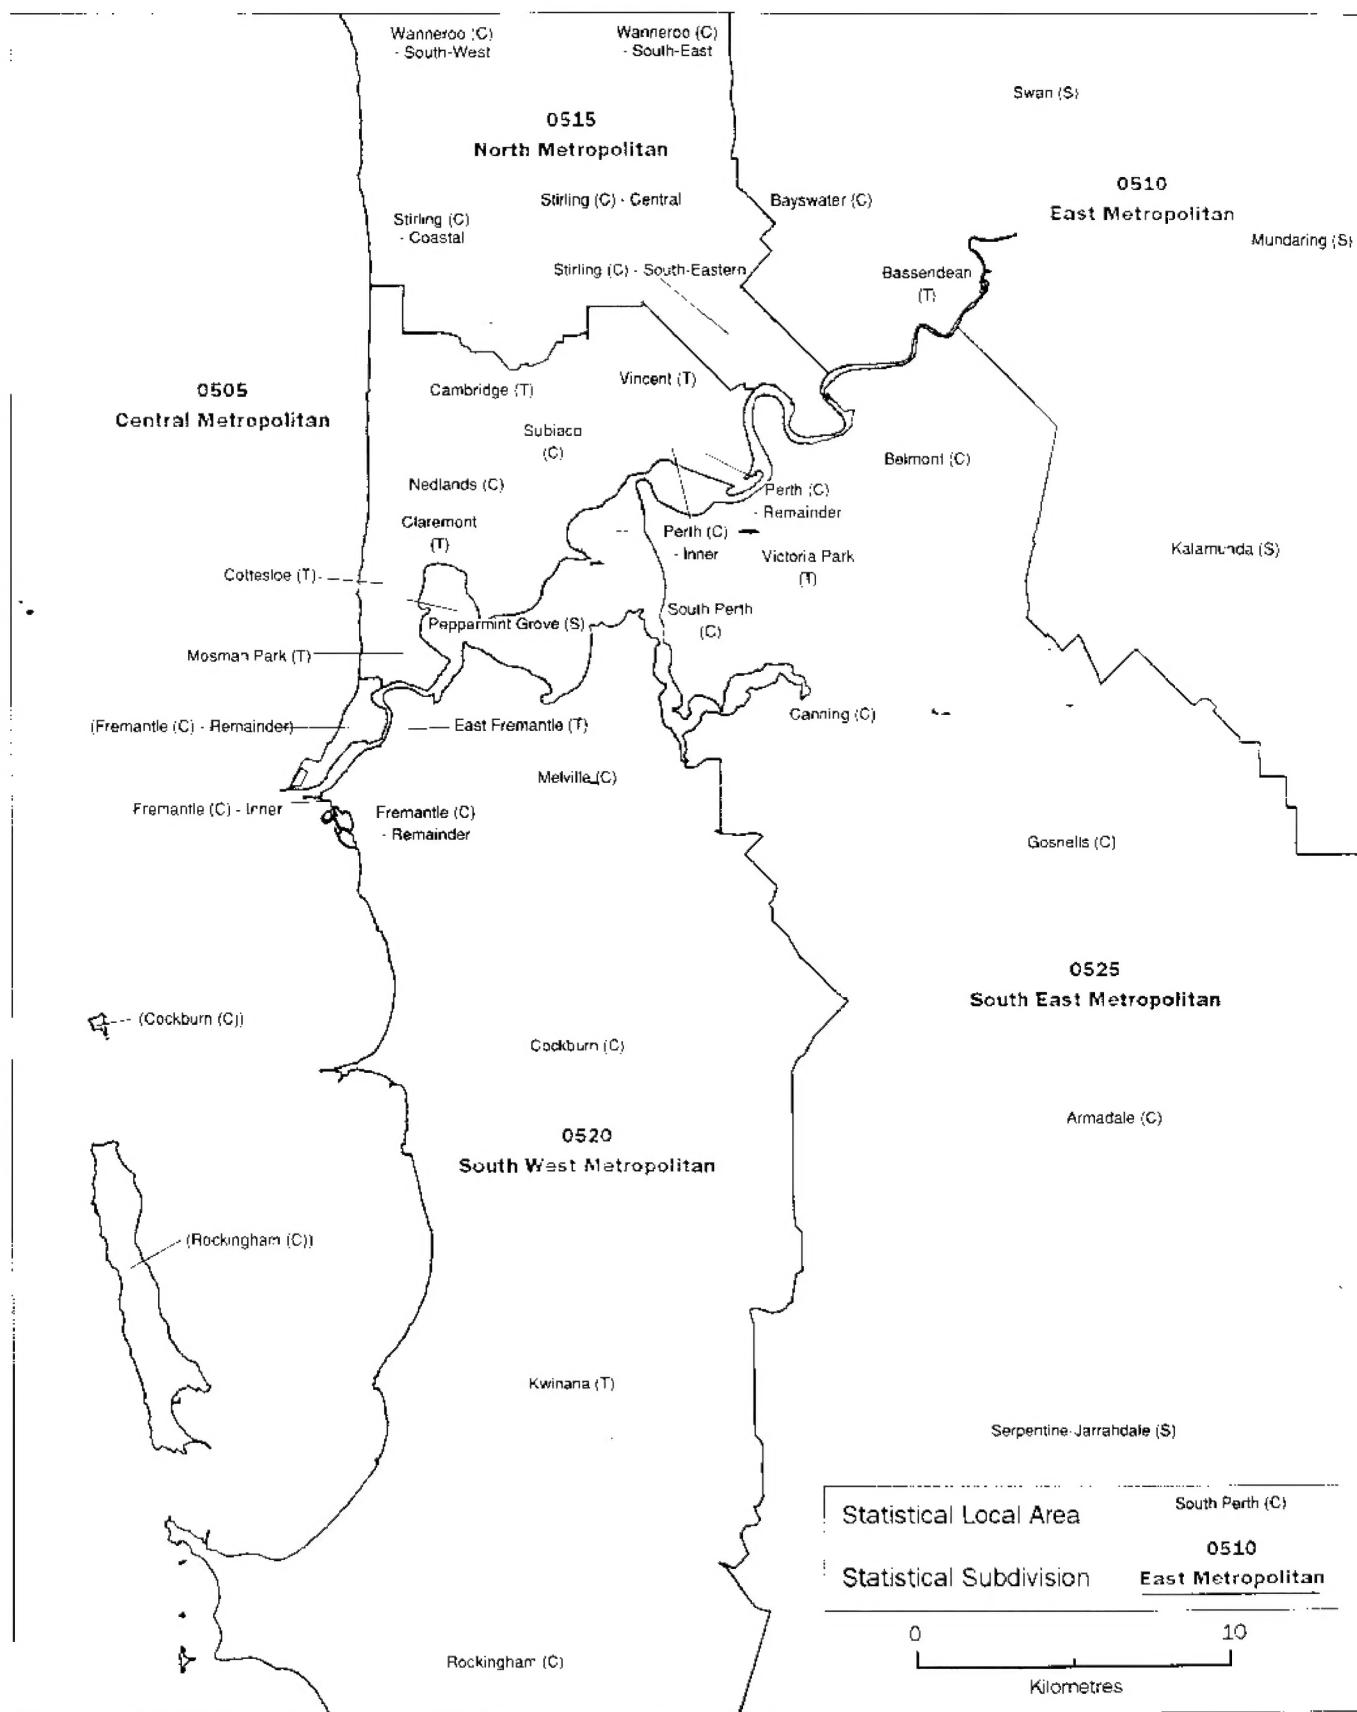 Wanneroo (C)
- South-West
Wanneroo (C)
- South-East
Swan (S)
0515
North Metropolitan
0510
East Metropolitan
Stirling (C) - Central
Bayswater (C)
Stirling (C)
- Coastal
Mundaring (S)
Stirling (C) - South-Eastern
Bassendean
(T)
0505
Central Metropolitan
Cambridge (T)
Vincent (T)
Subiaco
(C)
Belmont (C)
Nedlands (C)
Perth (C)
- Remainder
Claremont
(T)
Perth (C)
- Inner
Victoria Park
(T)
Kalamunda (S)
Cottesloe (T)
South Perth
(C)
Peppermint Grove (S)
Mosman Park (T)
(Fremantle (C) - Remainder)
East Fremantle (T)
Canning (C)
Melville (C)
Fremantle (C) - Inner
Fremantle (C)
- Remainder
Gosnells (C)
0525
South East Metropolitan
(Cockburn (C))
Cockburn (C)
Armadale (C)
0520
South West Metropolitan
(Rockingham (C))
Kwinana (T)
Serpentine-Jarrahdale (S)
Statistical Local Area
South Perth (C)
Statistical Subdivision
0510
East Metropolitan
0 10
Kilometres
Rockingham (C)